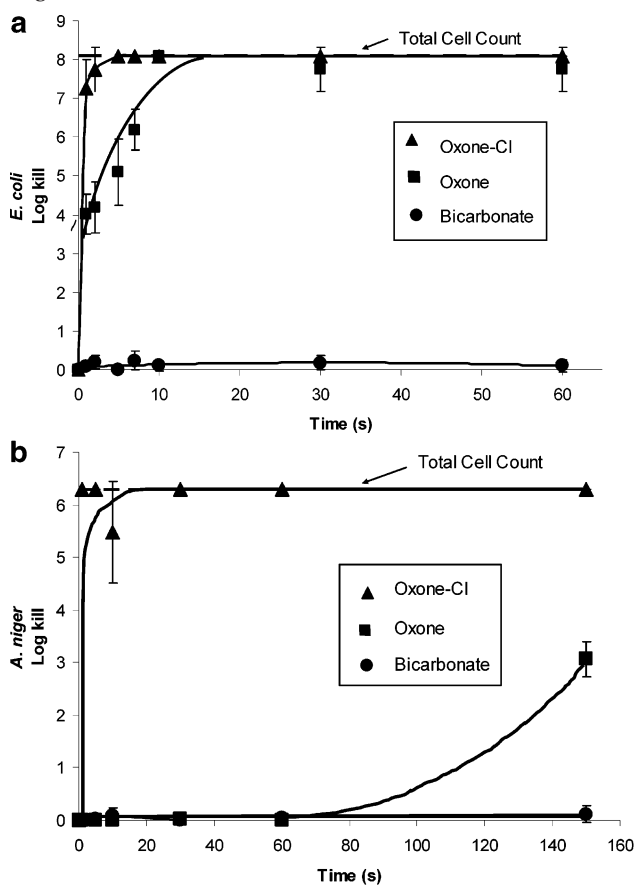 a
9
8
7
6
5
4
3
2
1
0
E. coli
Log kill
Total Cell Count
Oxone-Cl
Oxone
Bicarbonate
0 10 20 30 40 50 60
Time (s)
b
7
6
5
4
3
2
1
0
A. niger
Log kill
Total Cell Count
Oxone-Cl
Oxone
Bicarbonate
0 20 40 60 80 100 120 140 160
Time (s)